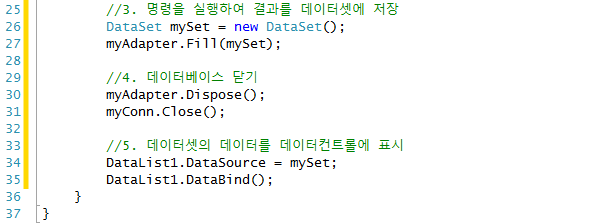 25 //3. 명령을 실행하여 결과를 데이터셋에 저장
26 DataSet mySet = new DataSet();
27 myAdapter.Fill(mySet);
28
29 //4. 데이터베이스 닫기
30 myAdapter.Dispose();
31 myConn.Close();
32
33 //5. 데이터셋의 데이터를 데이터컨트롤에 표시
34 DataList1.DataSource = mySet;
35 DataList1.DataBind();
36 }
37 }